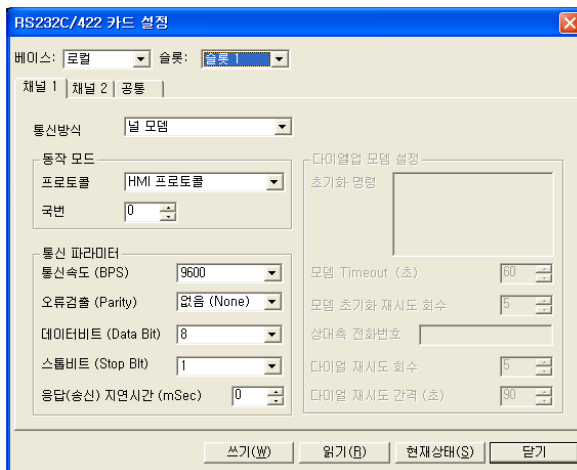 RS232C/422 카드 설정
베이스: 로컬 슬롯: 슬롯 1
채널 1 채널 2 공통
통신방식 널 모뎀
동작 모드
프로토콜 HMI 프로토콜
국번 0
통신 파라미터
통신속도 (BPS) 9600
오류검출 (Parity) 없음 (None)
데이터비트 (Data Bit) 8
스톱비트 (Stop BIt) 1
응답(송신) 지연시간 (mSec) 0
다이얼업 모뎀 설정
초기화 명령
모뎀 Timeout (초) 60
모뎀 초기화 재시도 회수 5
상대측 전화번호
다이얼 재시도 회수 5
다이얼 재시도 간격 (초) 90
쓰기(W) 읽기(R) 현재상태(S) 닫기